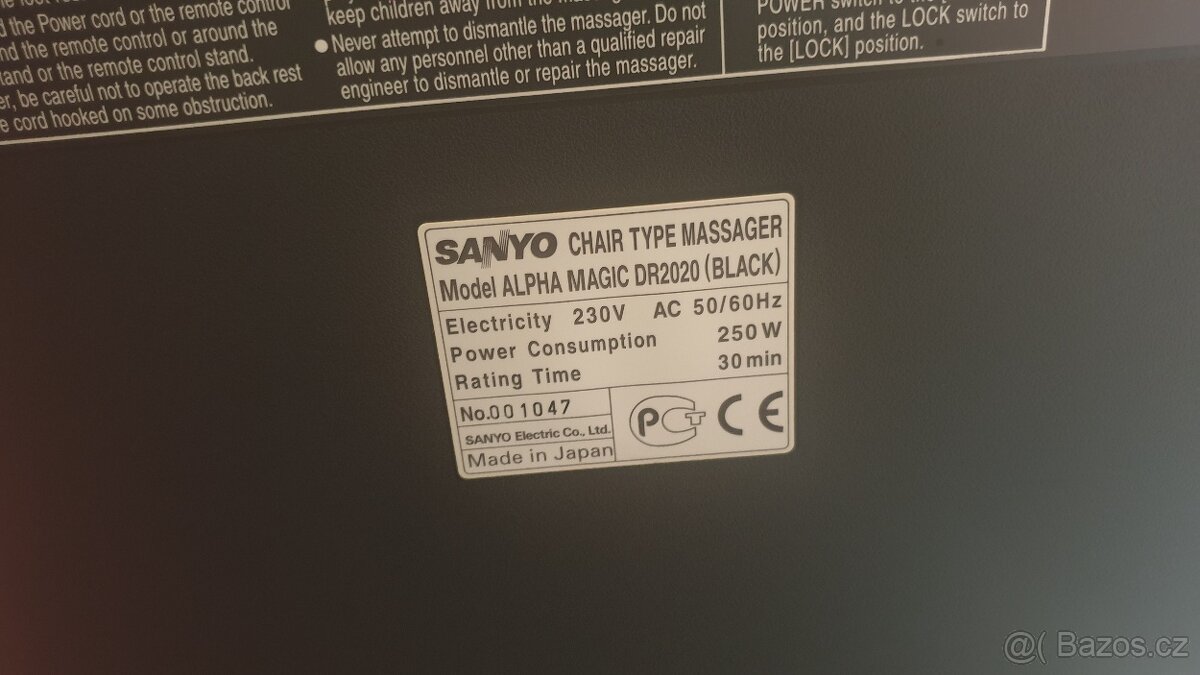 d the Power cord or the remote control
nd the remote control or around the
tand or the remote control stand.
er, be careful not to operate the back rest
e cord hooked on some obstruction.
keep children away from the massager.
●Never attempt to dismantle the massager. Do not
allow any personnel other than a qualified repair
engineer to dismantle or repair the massager.
POWER switch to the
position, and the LOCK switch to
the [LOCK] position.
SANYO CHAIR TYPE MASSAGER
Model ALPHA MAGIC DR2020 (BLACK)
Electricity 230V AC 50/60Hz
Power Consumption 250W
Rating Time 30min
No.001047
SANYO Electric Co., Ltd.
Made in Japan
PCT CE
@( Bazos.cz